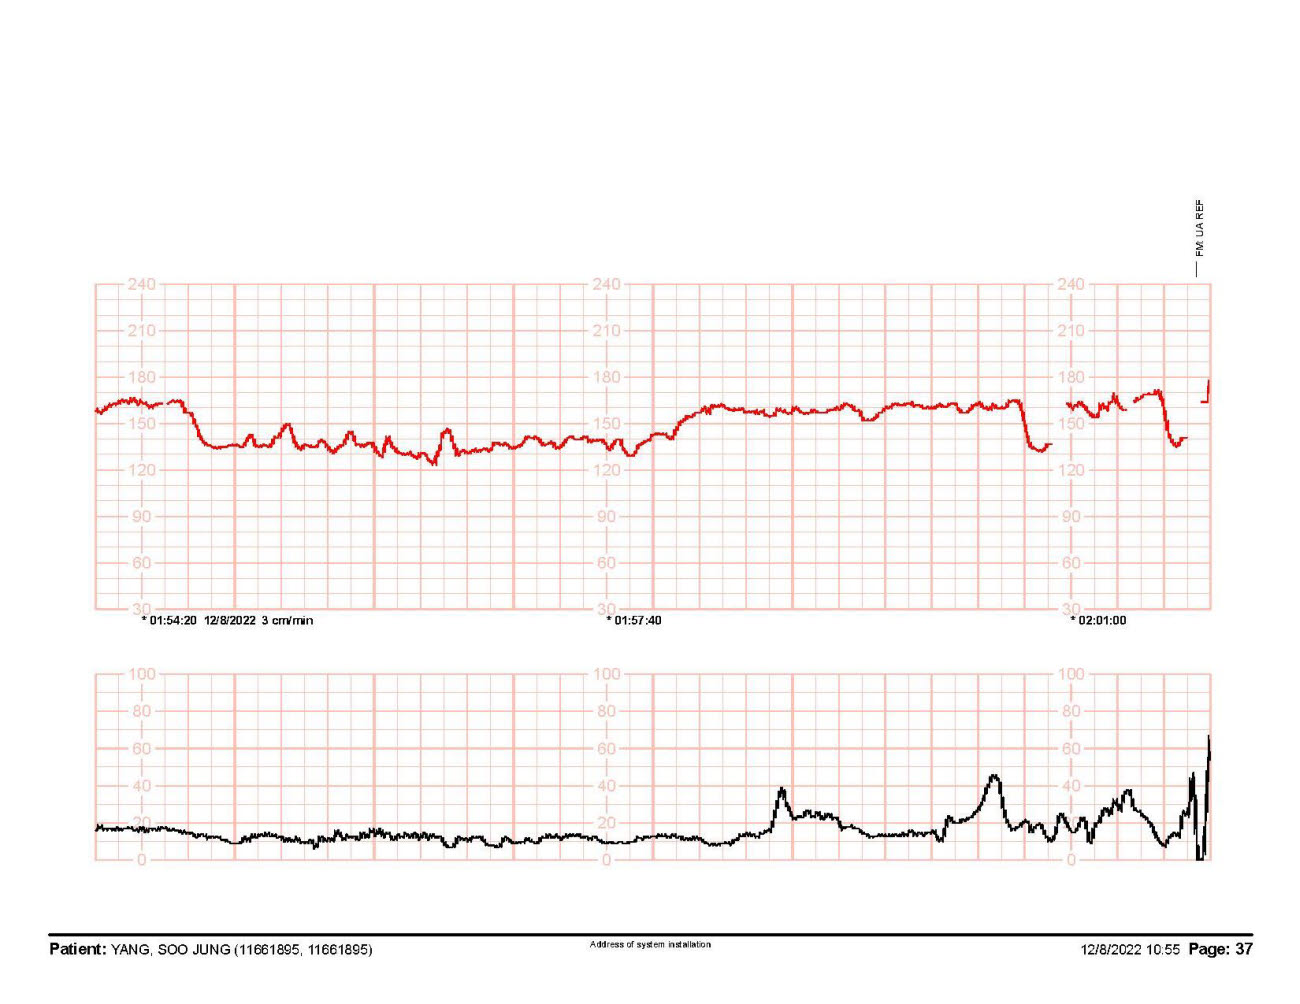 FM: UA REF
240 240 240
210 210 210
180 180 180
150 150 150
120 120 120
90 90 90
60 60 60
30 30 30
* 01:54:20 12/8/2022 3 cm/min * 01:57:40 * 02:01:00
100 100 100
80 80 80
60 60 60
40 40 40
20 20 20
0 0 0
Patient: YANG, SOO JUNG (11661895, 11661895) Address of system installation 12/8/2022 10:55 Page: 37